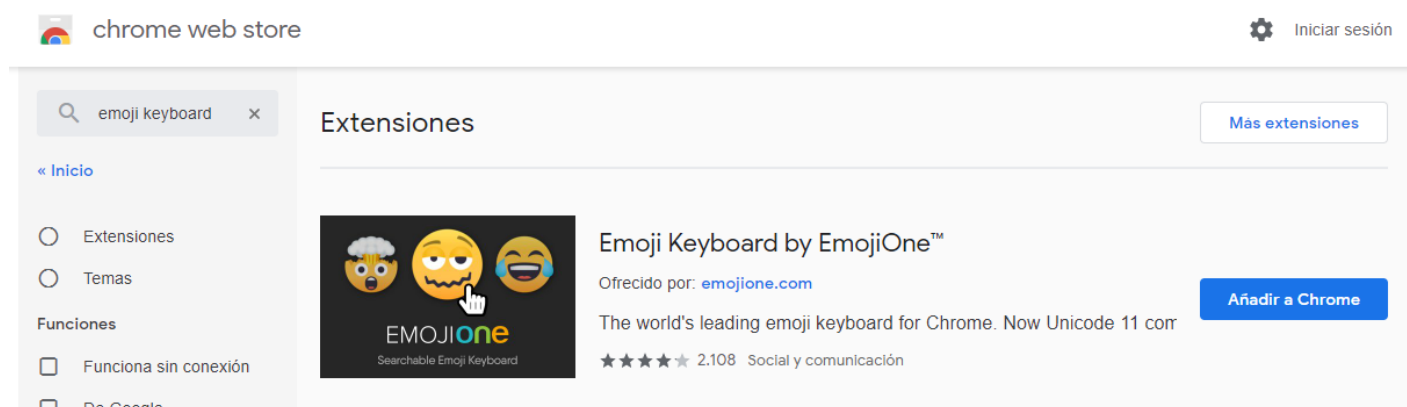 chrome web store
Iniciar sesión
emoji keyboard
« Inicio
Extensiones
Temas
Funciones
Funciona sin conexión
De Google
Extensiones
Más extensiones
EMOJIOne
Searchable Emoji Keyboard
Emoji Keyboard by EmojiOne™
Ofrecido por: emojione.com
The world's leading emoji keyboard for Chrome. Now Unicode 11 com
2.108 Social y comunicación
Añadir a Chrome